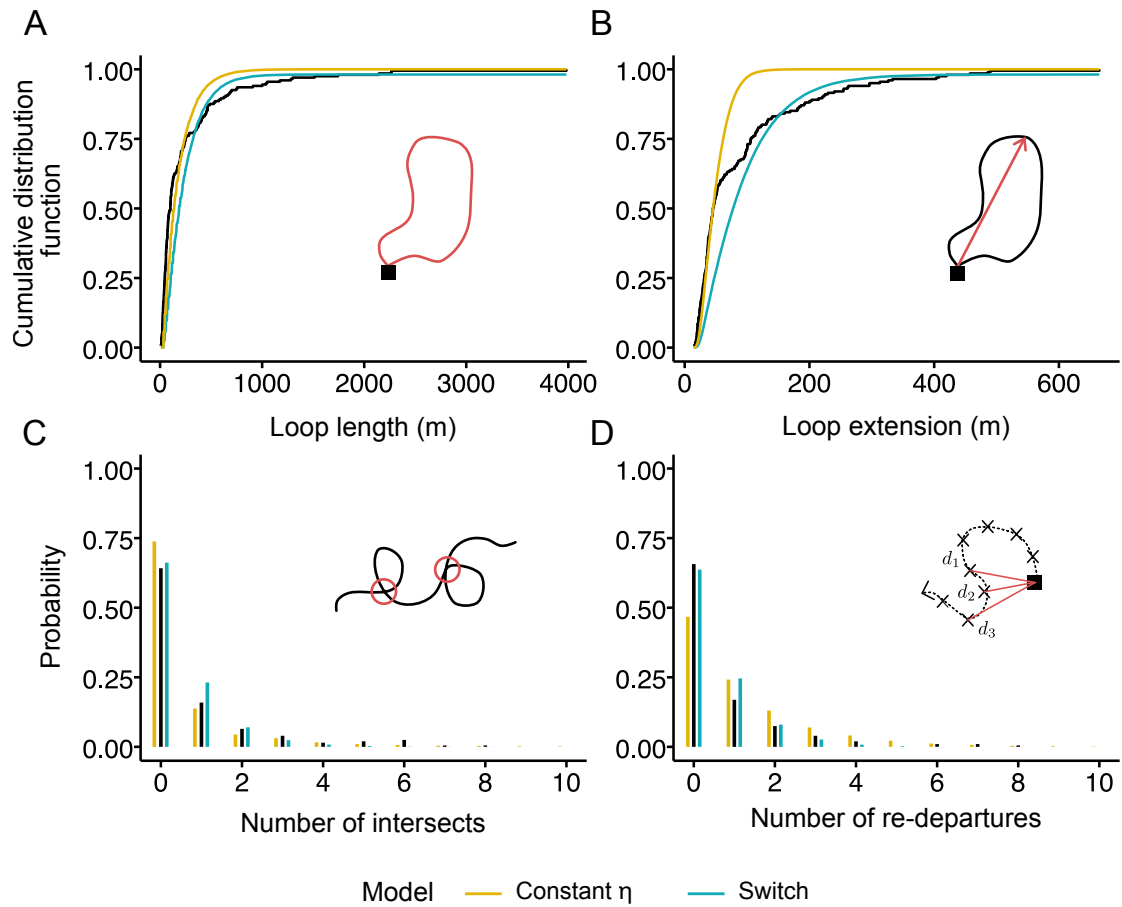 A
B
Cumulative distribution
function
1.00
0.75
0.50
0.25
0.00
0 1000 2000 3000 4000
Loop length (m)
1.00
0.75
0.50
0.25
0.00
0 200 400 600
Loop extension (m)
C
D
Probability
1.00
0.75
0.50
0.25
0.00
0 2 4 6 8 10
Number of intersects
1.00
0.75
0.50
0.25
0.00
d1
d2
d3
0 2 4 6 8 10
Number of re-departures
Model Constant η Switch